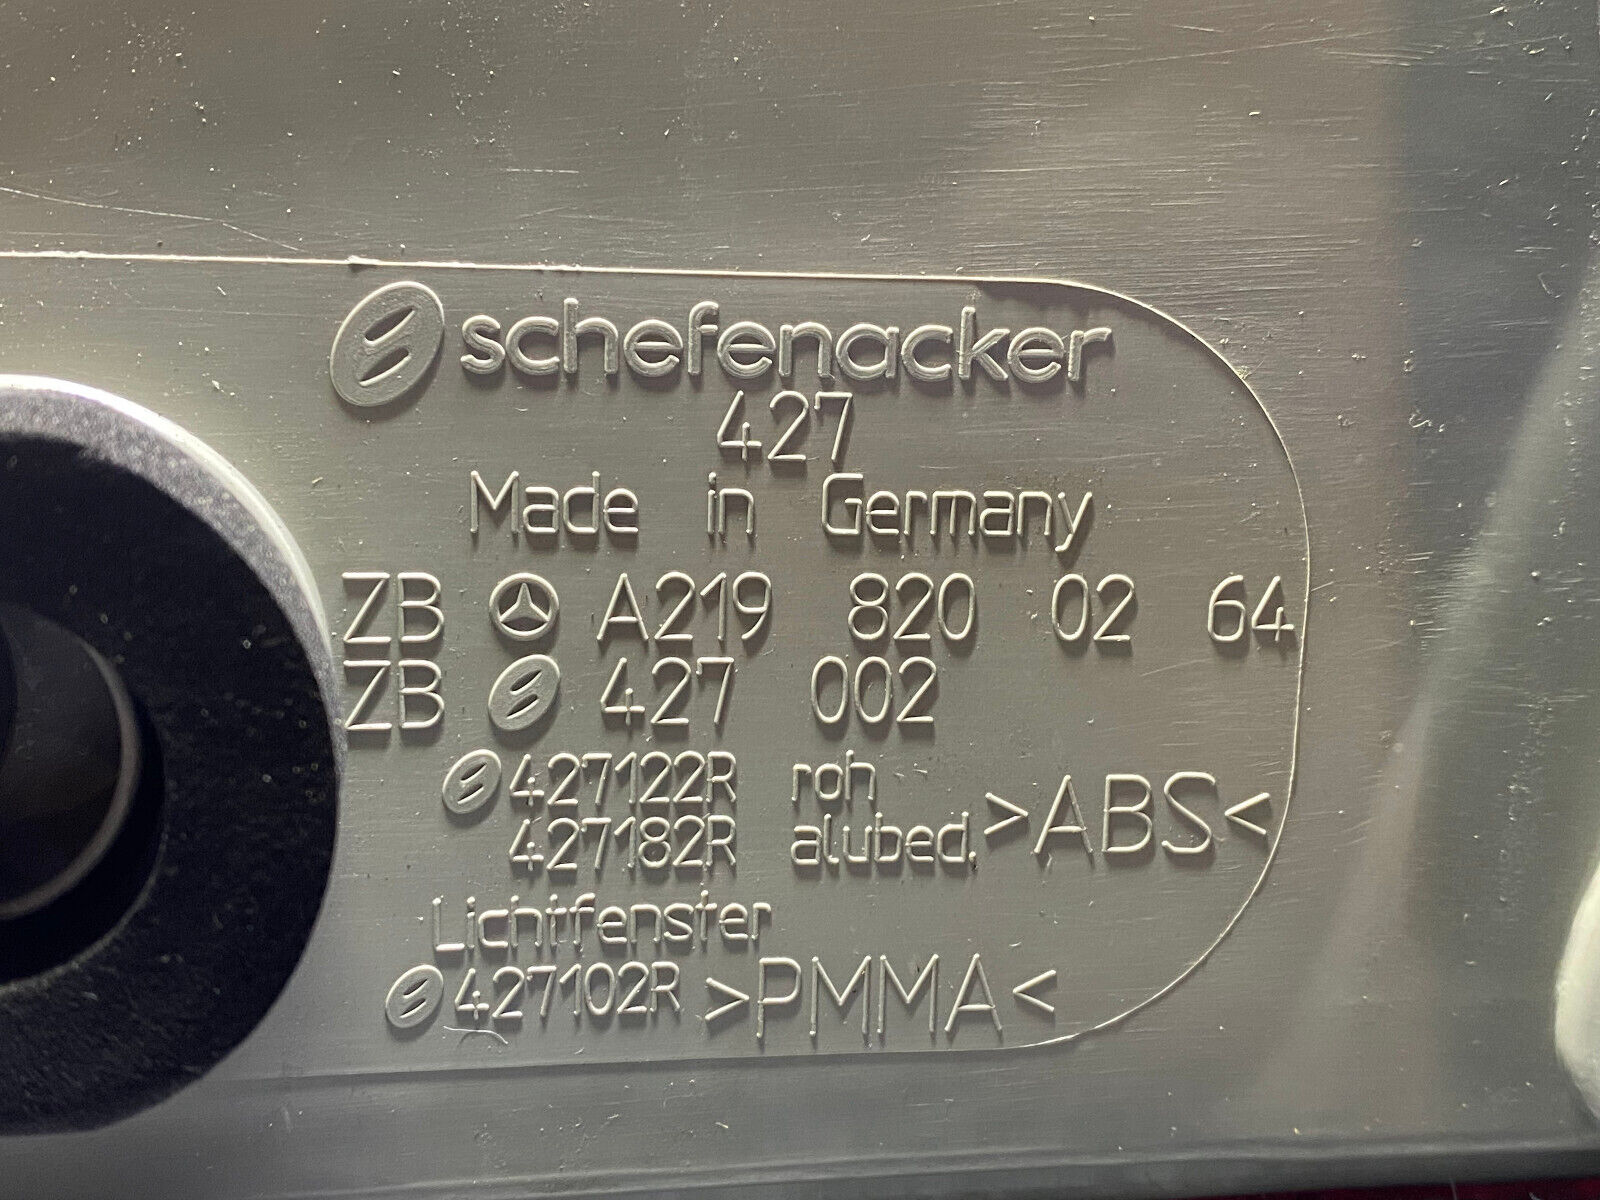 schefenacker
427
Made in Germany
ZB A219 820 02 64
ZB 427 002
427122R roh
427182R alubed. >ABS<
Lichtfenster
427102R >PMMA<